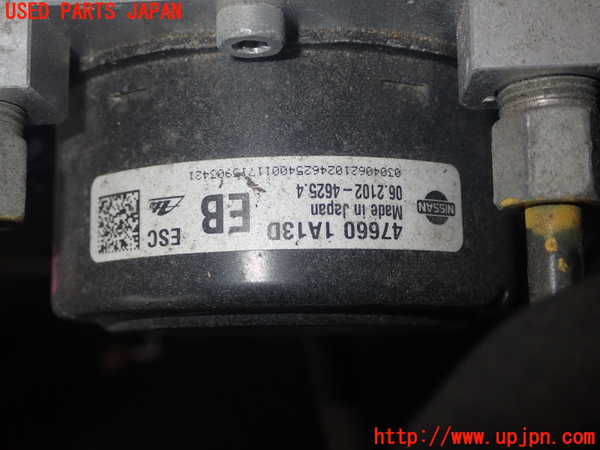 USED PARTS JAPAN
47660 1A13D
ESC
NISSAN
Made in Japan
EB
06.2102-4625.4
http://www.upjpn.com